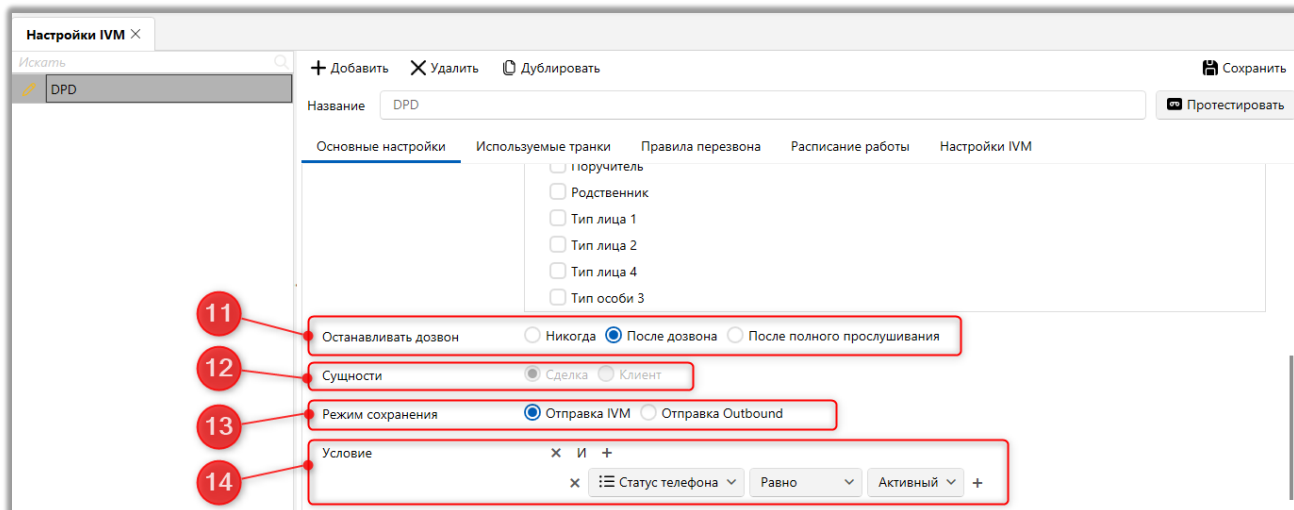 Настройки IVM
Искать
DPD
Добавить Удалить Дублировать Сохранить
Название DPD Протестировать
Основные настройки Используемые транки Правила перезвона Расписание работы Настройки IVM
Поручитель
Родственник
Тип лица 1
Тип лица 2
Тип лица 4
Тип особи 3
11
Останавливать дозвон Никогда После дозвона После полного прослушивания
12
Сущности Сделка Клиент
13
Режим сохранения Отправка IVM Отправка Outbound
14
Условие И
Статус телефона Равно Активный